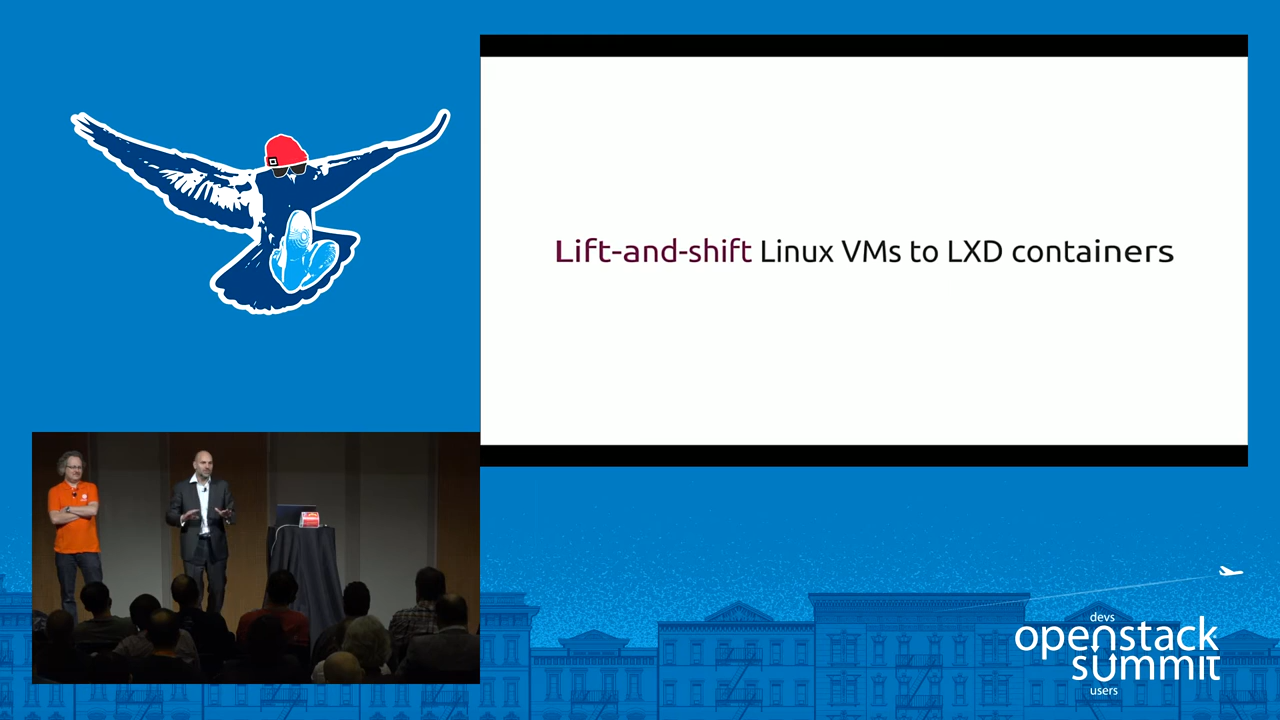 Lift-and-shift Linux VMs to LXD containers
devs
openstack
summit
users